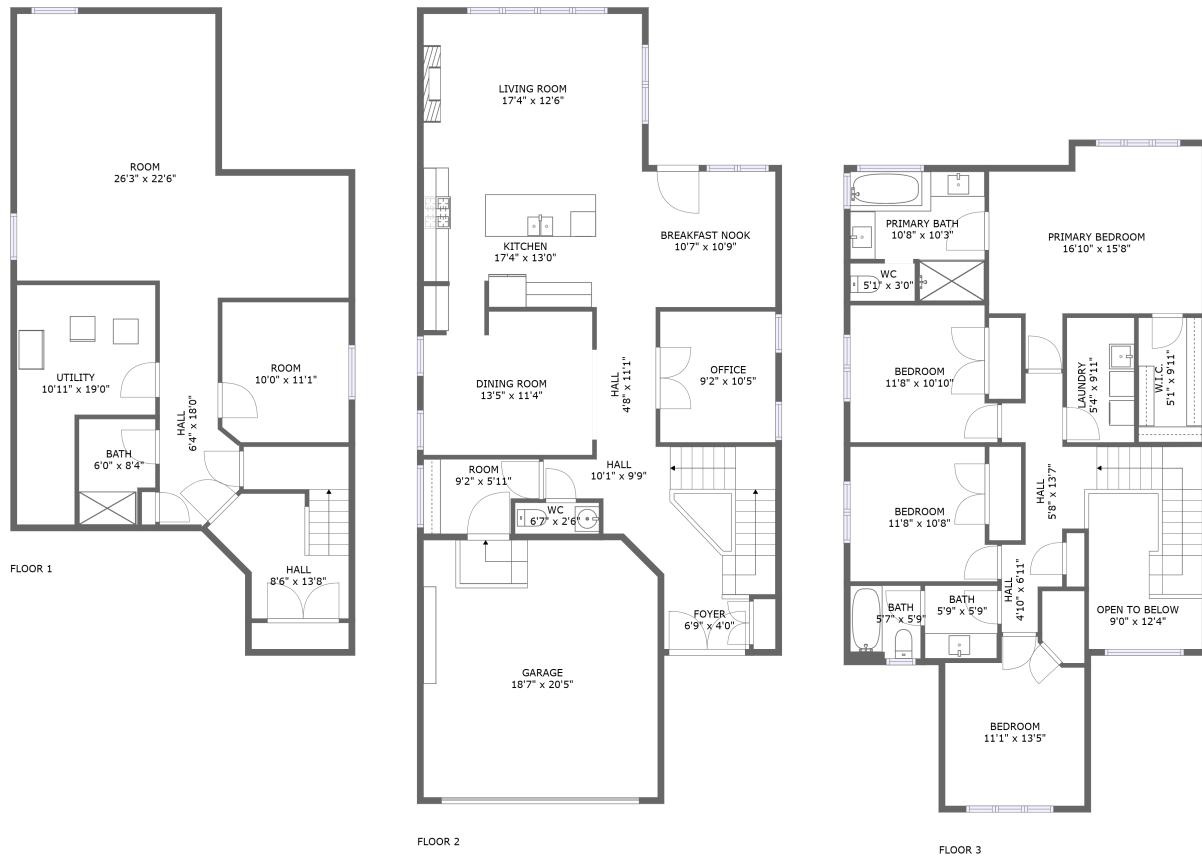 ROOM
26'3" x 22'6"
UTILITY
10'11" x 19'0"
ROOM
10'0" x 11'1"
HALL
6'4" x 18'0"
BATH
6'0" x 8'4"
HALL
8'6" x 13'8"
FLOOR 1
LIVING ROOM
17'4" x 12'6"
BREAKFAST NOOK
10'7" x 10'9"
KITCHEN
17'4" x 13'0"
DINING ROOM
13'5" x 11'4"
HALL
4'8" x 11'1"
OFFICE
9'2" x 10'5"
ROOM
9'2" x 5'11"
HALL
10'1" x 9'9"
WC
6'7" x 2'6"
FOYER
6'9" x 4'0"
GARAGE
18'7" x 20'5"
FLOOR 2
PRIMARY BATH
10'8" x 10'3"
PRIMARY BEDROOM
16'10" x 15'8"
WC
5'1" x 3'0"
BEDROOM
11'8" x 10'10"
LAUNDRY
5'4" x 9'11"
W.I.C.
5'1" x 9'11"
HALL
5'8" x 13'7"
BEDROOM
11'8" x 10'8"
HALL
4'10" x 6'11"
BATH
5'7" x 5'9"
BATH
5'9" x 5'9"
OPEN TO BELOW
9'0" x 12'4"
BEDROOM
11'1" x 13'5"
FLOOR 3